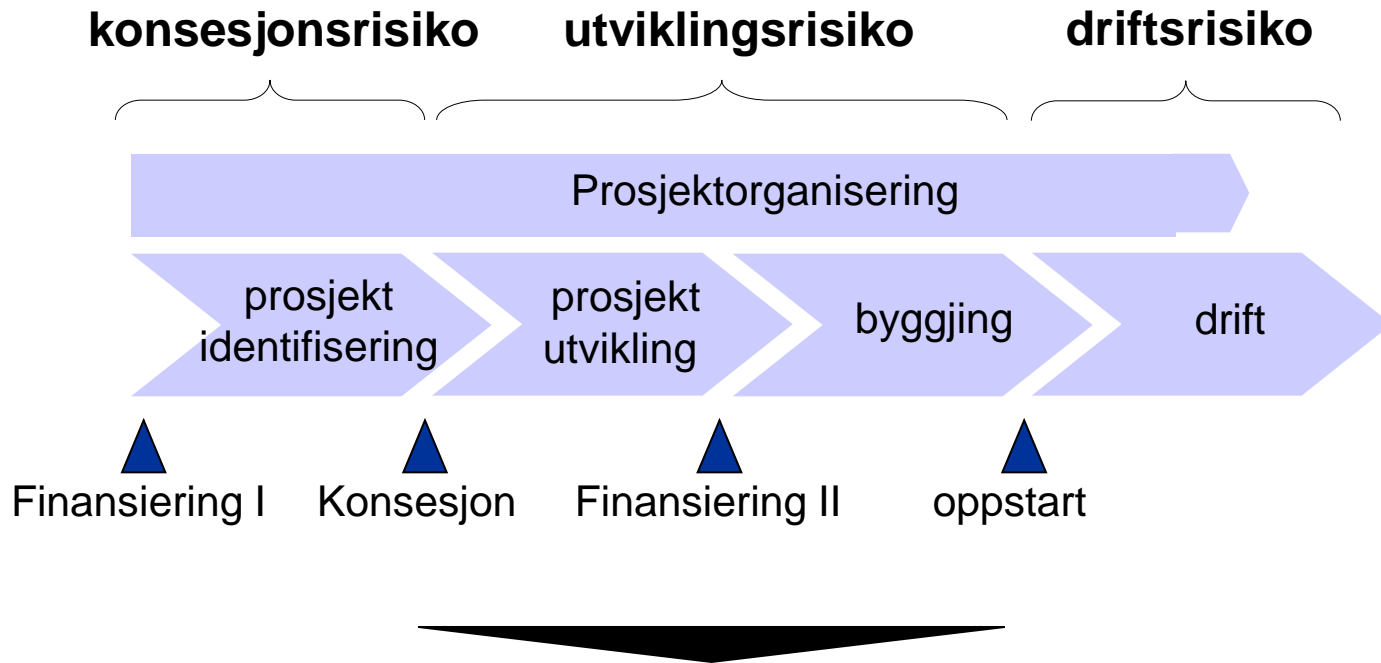 konsesjonsrisiko utviklingsrisiko driftsrisiko
Prosjektorganisering
prosjekt
identifisering
prosjekt
utvikling
byggjing
drift
Finansiering I Konsesjon Finansiering II oppstart